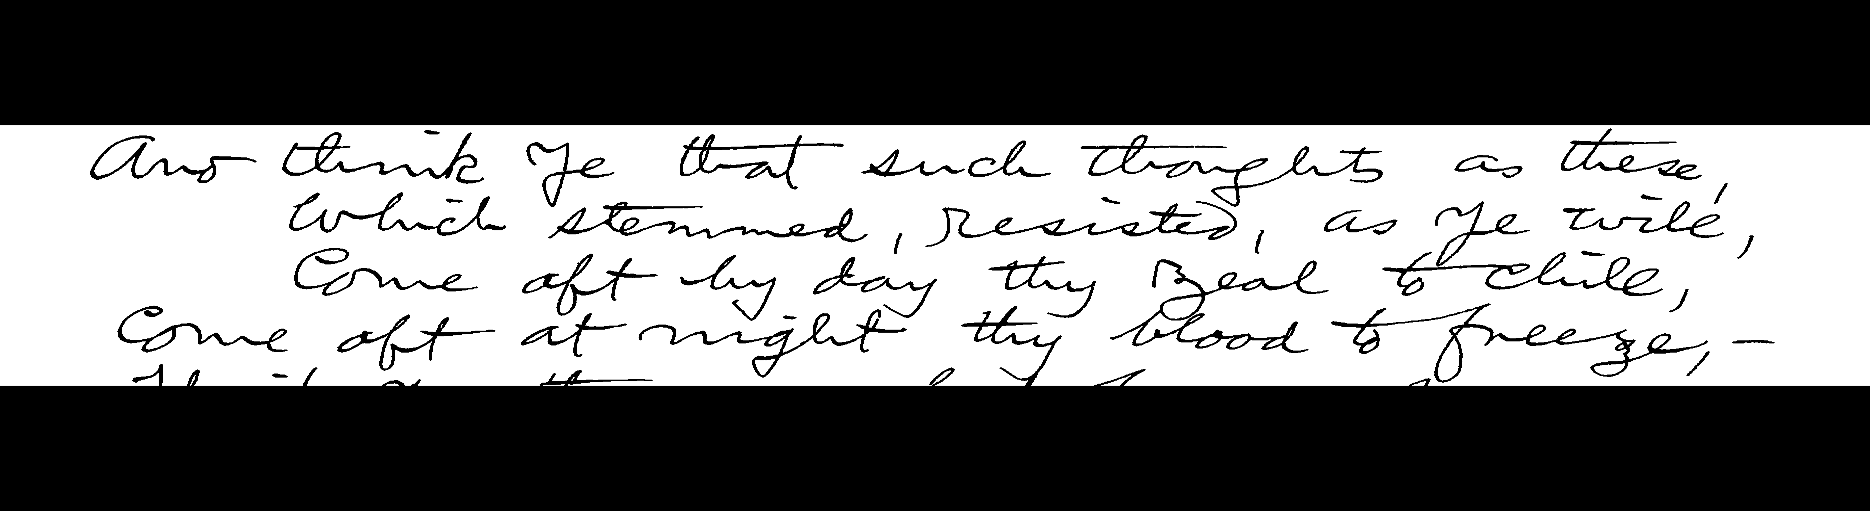 And think Ye that such thoughts as these,
Which stemmed, resisted, as Ye will,
Come oft by day thy zeal to chill,
Come oft at night thy blood to freeze,—